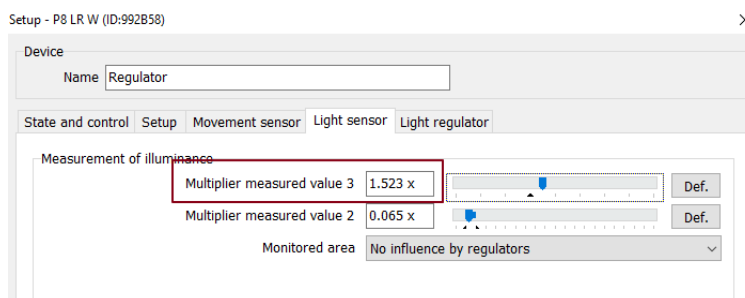 Setup - P8 LR W (ID:992B58)
Device
Name Regulator
State and control Setup Movement sensor Light sensor Light regulator
Measurement of illuminance
Multiplier measured value 3 1.523 x Def.
Multiplier measured value 2 0.065 x Def.
Monitored area No influence by regulators